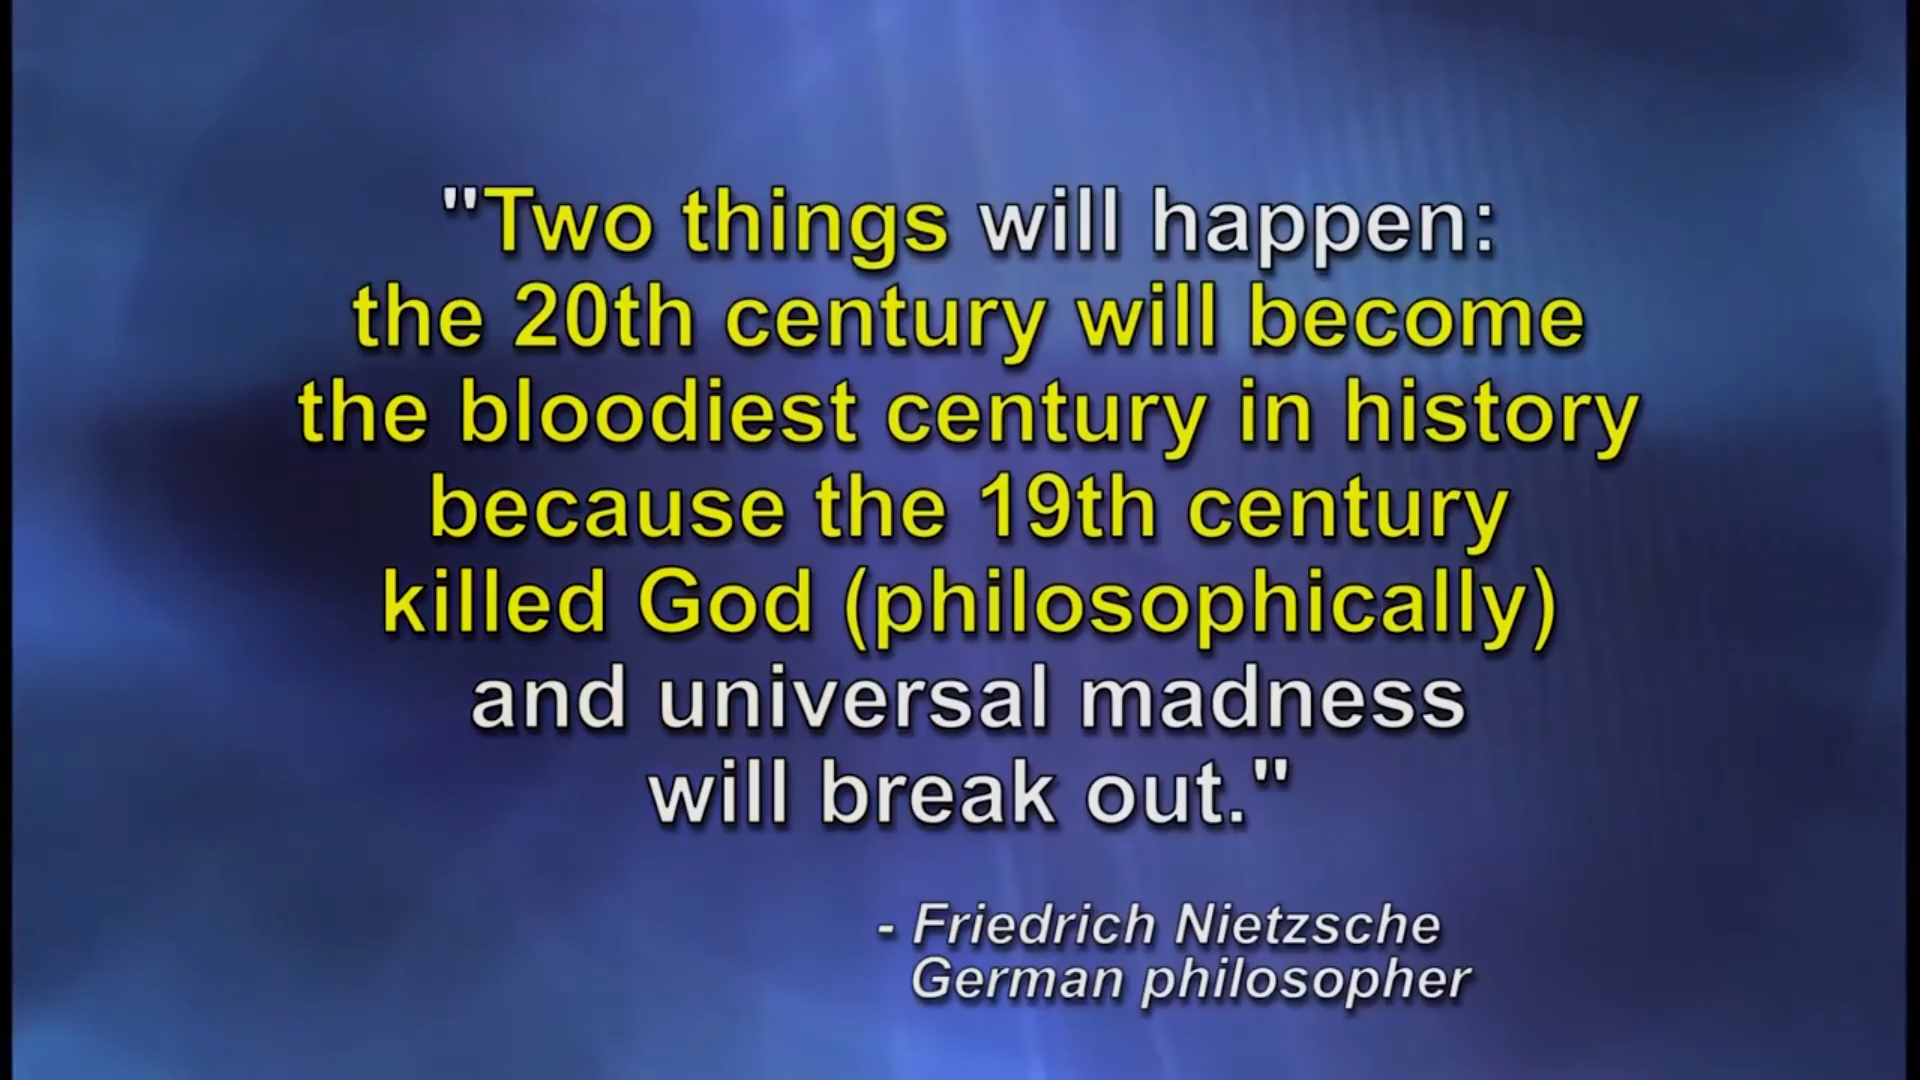 "Two things will happen:
the 20th century will become
the bloodiest century in history
because the 19th century
killed God (philosophically)
and universal madness
will break out."
- Friedrich Nietzsche
German philosopher